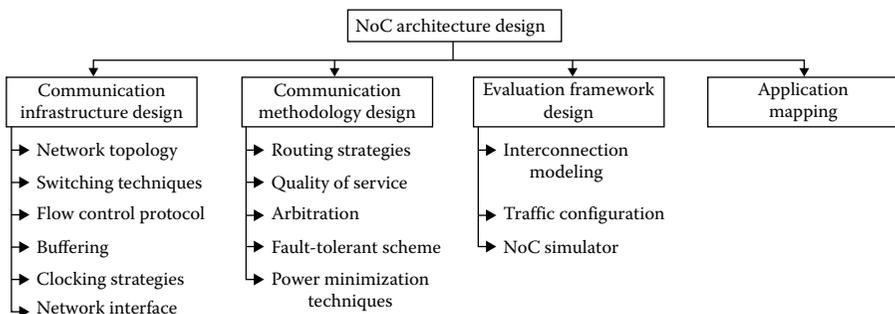 NoC architecture design
Communication
infrastructure design
Network topology
Switching techniques
Flow control protocol
Buffering
Clocking strategies
Network interface
Communication
methodology design
Routing strategies
Quality of service
Arbitration
Fault-tolerant scheme
Power minimization
techniques
Evaluation framework
design
Interconnection
modeling
Traffic configuration
NoC simulator
Application
mapping